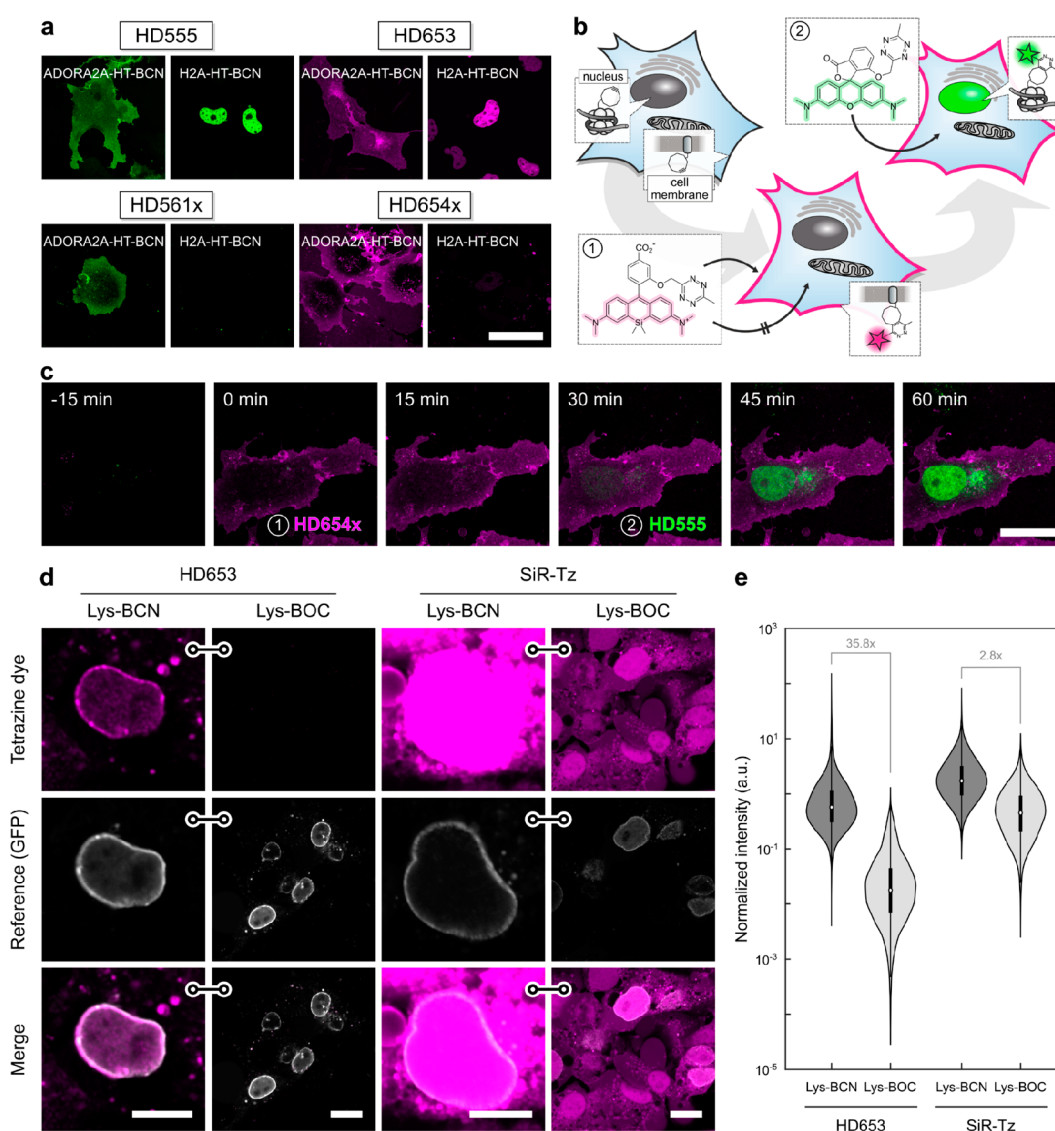 a
HD555
HD653
ADORA2A-HT-BCN
H2A-HT-BCN
ADORA2A-HT-BCN
H2A-HT-BCN
HD561x
HD654x
ADORA2A-HT-BCN
H2A-HT-BCN
ADORA2A-HT-BCN
H2A-HT-BCN
b
nucleus
cell
membrane
②
O
O
O
N
N
N
N
N
O
N
①
CO₂⁻
O
N
N
N
N
N
Si
N⁺
c
-15 min
0 min
15 min
30 min
45 min
60 min
① HD654x
② HD555
d
HD653
SiR-Tz
Lys-BCN
Lys-BOC
Lys-BCN
Lys-BOC
Tetrazine dye
Reference (GFP)
Merge
e
Normalized intensity (a.u.)
10³
10¹
10⁻¹
10⁻³
10⁻⁵
35.8x
2.8x
Lys-BCN
Lys-BOC
Lys-BCN
Lys-BOC
HD653
SiR-Tz